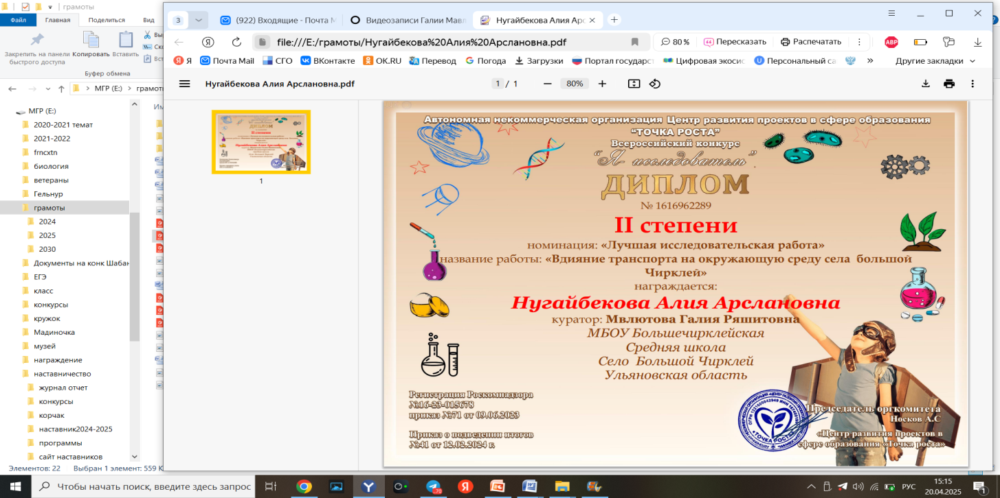 грамоты
Файл
Главная
Поделиться
Вид
Закрепить на панели быстрого доступа
Копировать
Вставить
Буфер обмена
МГР (E:)
МГР (E:)
2020-2021 темат
2021-2022
frncxtn
биология
ветераны
Гельнур
грамоты
2024
2025
2030
Документы на конк Шабан
ЕГЭ
класс
конкурсы
кружок
Мадиночка
музей
награждение
наставничество
журнал отчет
конкурсы
корчак
наставник2024-2025
программы
сайт наставников
Элементов: 22
Выбран 1 элемент: 559 К
3
(922) Входящие - Почта M
Видеозаписи Галии Мавл
Нугайбекова Алия Арс
file:///E:/грамоты/Нугайбекова%20Алия%20Арслановна.pdf
80 %
Пересказать
Распечатать
ABP
Я
Почта Mail
СГО
ВКонтакте
OK.RU
Перевод
Погода
Загрузки
Портал государс
Цифровая экосис
Персональный са
»
Другие закладки
Нугайбекова Алия Арслановна.pdf
1 / 1
80%
1
Автономная некоммерческая организация Центр развития проектов в сфере образования
“ТОЧКА РОСТА”
Всероссийский конкурс
“Я- исследователь”.
ДИПЛОМ
№ 1616962289
II степени
номинация: «Лучшая исследовательская работа»
название работы: «Вдияние транспорта на окружающую среду села большой
Чирклей»
награждается:
Нугайбекова Алия Арслановна
куратор: Мвлютова Галия Ряшитовна
МБОУ Большечирклейская
Средняя школа
Село Большой Чирклей
Ульяновская область
Регистрация Роскомнадзора
№16-23-015678
приказ №71 от 09.06.2023
Приказ о подведении итогов
№41 от 12.02.2024 г.
«ТОЧКА РОСТА»
Председатель оргкомитета
Носков А.С
«Центр развития проектов в
сфере образования «Точка роста»
Чтобы начать поиск, введите здесь запрос
70
РУС
15:15
20.04.2025
1